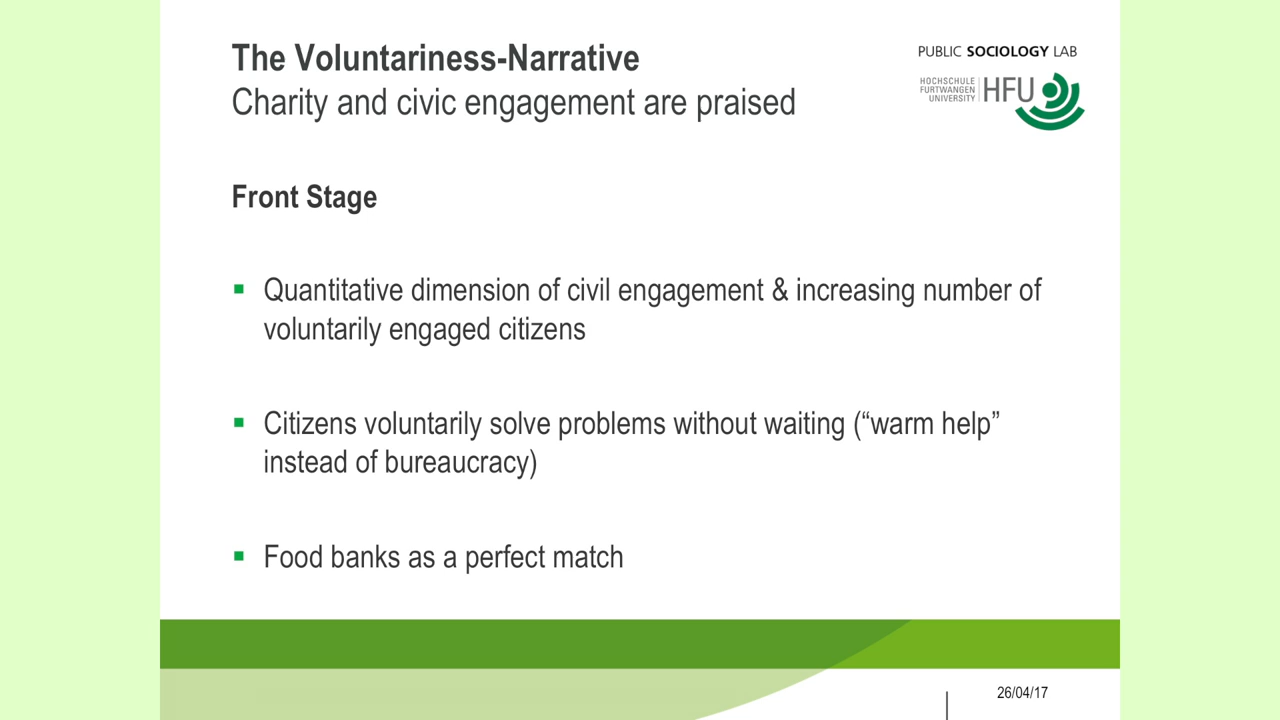 The Voluntariness-Narrative
Charity and civic engagement are praised
PUBLIC SOCIOLOGY LAB
HOCHSCHULE
FURTWANGEN
UNIVERSITY
HFU
Front Stage
Quantitative dimension of civil engagement & increasing number of
voluntarily engaged citizens
Citizens voluntarily solve problems without waiting (“warm help”
instead of bureaucracy)
Food banks as a perfect match
26/04/17